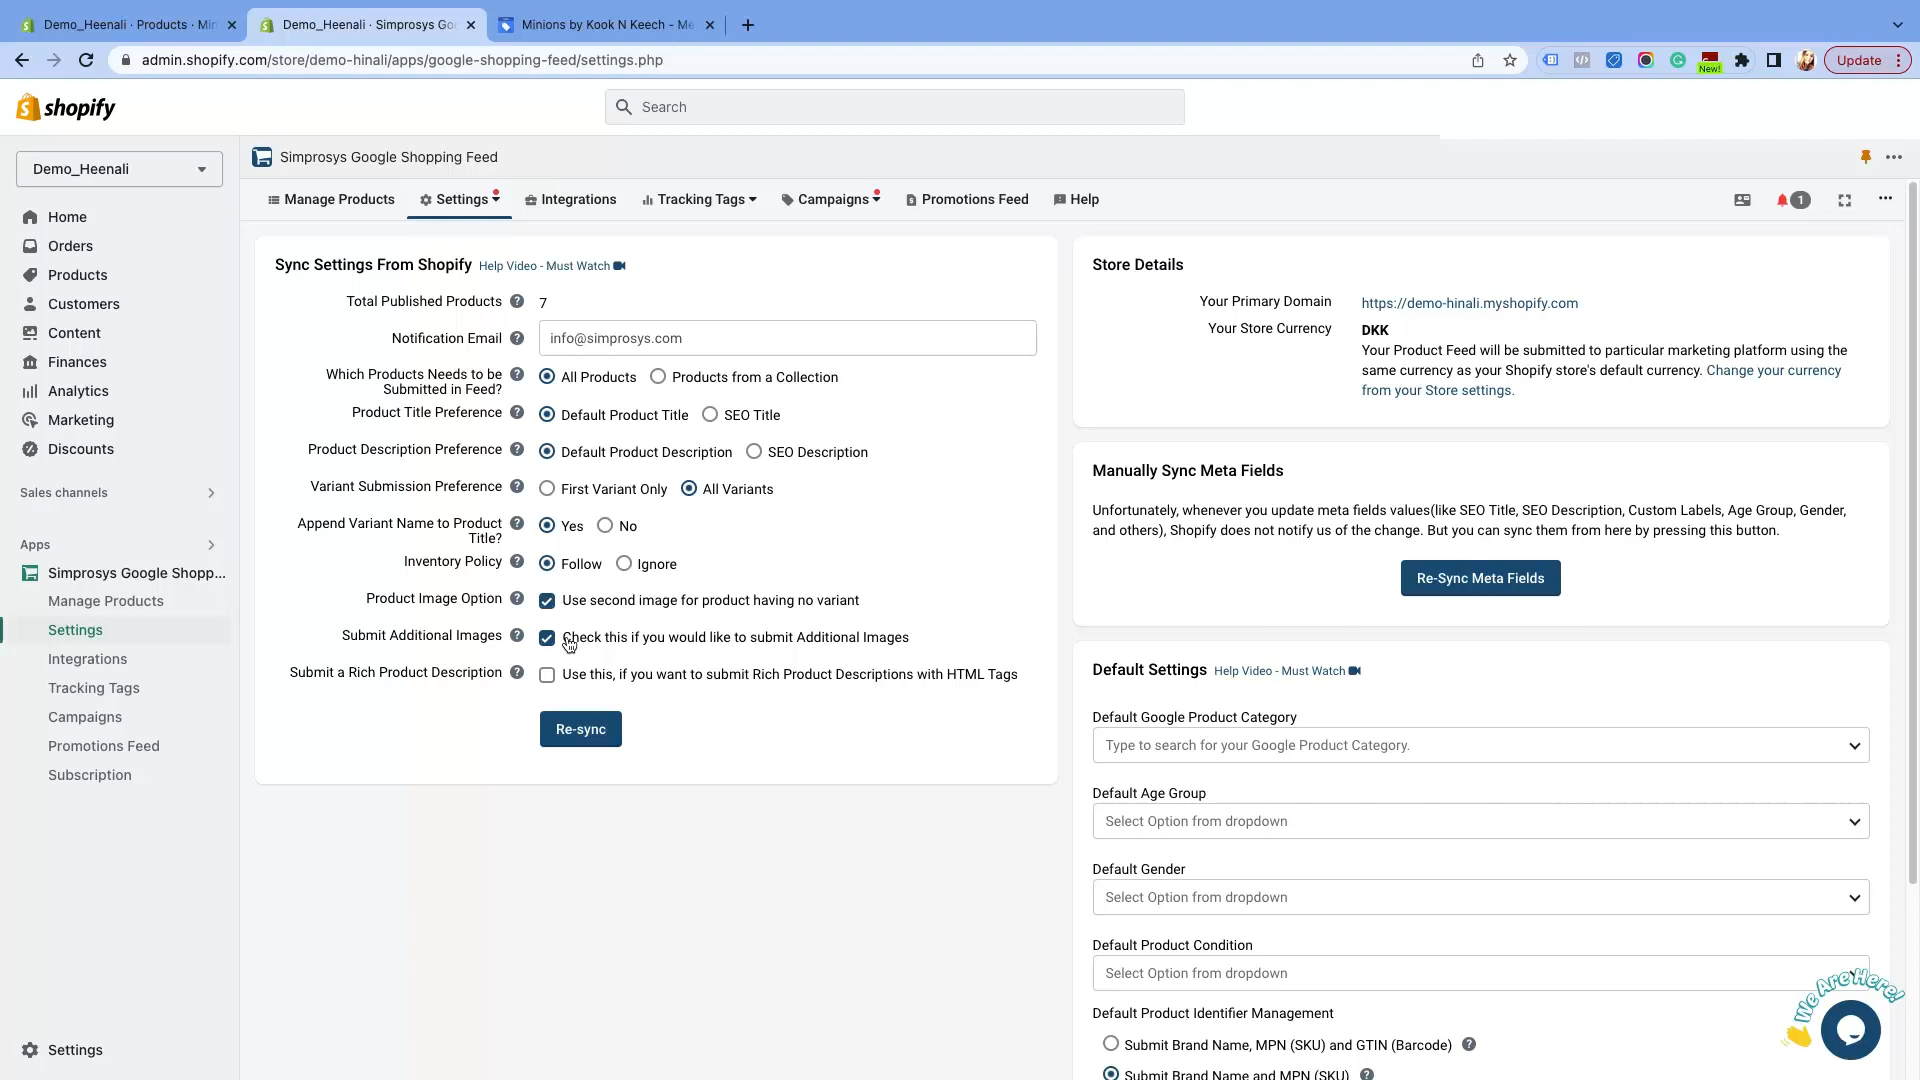 Demo_Heenali · Products · Min
Demo_Heenali · Simprosys Goo
Minions by Kook N Keech - Me
admin.shopify.com/store/demo-hinali/apps/google-shopping-feed/settings.php
New!
Update
shopify
Search
Demo_Heenali
Home
Orders
Products
Customers
Content
Finances
Analytics
Marketing
Discounts
Sales channels
Apps
Simprosys Google Shopp...
Manage Products
Settings
Integrations
Tracking Tags
Campaigns
Promotions Feed
Subscription
Settings
Simprosys Google Shopping Feed
Manage Products
Settings
Integrations
Tracking Tags
Campaigns
Promotions Feed
Help
1
Sync Settings From Shopify Help Video - Must Watch
Total Published Products ? 7
Notification Email ? info@simprosys.com
Which Products Needs to be Submitted in Feed? ? All Products Products from a Collection
Product Title Preference ? Default Product Title SEO Title
Product Description Preference ? Default Product Description SEO Description
Variant Submission Preference ? First Variant Only All Variants
Append Variant Name to Product Title? ? Yes No
Inventory Policy ? Follow Ignore
Product Image Option ? Use second image for product having no variant
Submit Additional Images ? Check this if you would like to submit Additional Images
Submit a Rich Product Description ? Use this, if you want to submit Rich Product Descriptions with HTML Tags
Re-sync
Store Details
Your Primary Domain https://demo-hinali.myshopify.com
Your Store Currency DKK
Your Product Feed will be submitted to particular marketing platform using the
same currency as your Shopify store's default currency. Change your currency
from your Store settings.
Manually Sync Meta Fields
Unfortunately, whenever you update meta fields values(like SEO Title, SEO Description, Custom Labels, Age Group, Gender,
and others), Shopify does not notify us of the change. But you can sync them from here by pressing this button.
Re-Sync Meta Fields
Default Settings Help Video - Must Watch
Default Google Product Category
Type to search for your Google Product Category.
Default Age Group
Select Option from dropdown
Default Gender
Select Option from dropdown
Default Product Condition
Select Option from dropdown
We Are Here!
Default Product Identifier Management
Submit Brand Name, MPN (SKU) and GTIN (Barcode) ?
Submit Brand Name and MPN (SKU) ?